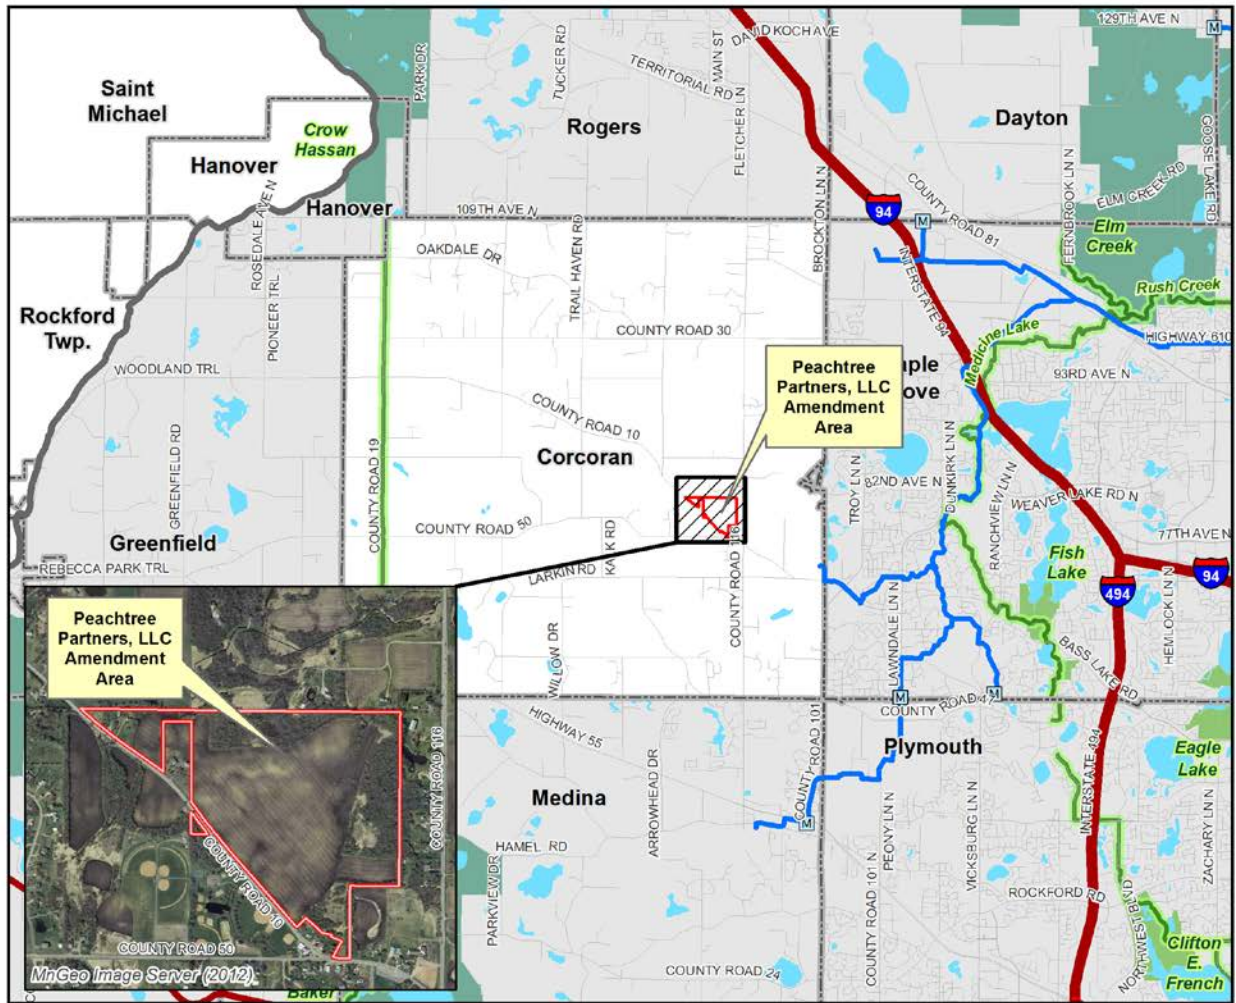 129TH AVE N
M
DAVID KOCH AVE
MAIN ST
TUCKER RD
PARK DR
TERRITORIAL RD
FLETCHER LN
Saint
Michael
Rogers
Dayton
GOOSE LAKE RD
Crow
Hassan
Hanover
FERNBROOK LN N
ELM CREEK RD
ROSEDALE AVE N
Hanover
109TH AVE N
94
M
COUNTY ROAD 81
Elm
Creek
OAKDALE DR
TRAIL HAVEN RD
BROCKTON LN N
INTERSTATE 94
Rush Creek
Rockford
Twp.
PIONEER TRL
COUNTY ROAD 30
Medicine Lake
HIGHWAY 610
WOODLAND TRL
Peachtree
Partners, LLC
Amendment
Area
aple
ove
93RD AVE N
COUNTY ROAD 10
GREENFIELD RD
COUNTY ROAD 19
Corcoran
DUNKIRK LN N
TROY LN N
82ND AVE N
RANCHVIEW LN N
WEAVER LAKE RD N
Greenfield
COUNTY ROAD 50
COUNTY ROAD 116
77TH AVE N
Fish
Lake
REBECCA PARK TRL
LARKIN RD
494
94
LAWNDALE LN N
HEMLOCK LN N
Peachtree
Partners, LLC
Amendment
Area
WILLOW DR
BASS LAKE RD
M
M
COUNTY ROAD 47
HIGHWAY 55
COUNTY ROAD 101
Plymouth
Eagle
Lake
COUNTY ROAD 116
Medina
ARROWHEAD DR
INTERSTATE 494
M
PEONY LN N
VICKSBURG LN N
ZACHARY LN N
HAMEL RD
COUNTY ROAD 10
PARKVIEW DR
COUNTY ROAD 101 N
ROCKFORD RD
NORTHWEST BLVD
COUNTY ROAD 50
Clifton
E.
French
MnGeo Image Server (2012)
COUNTY ROAD 24
Baker